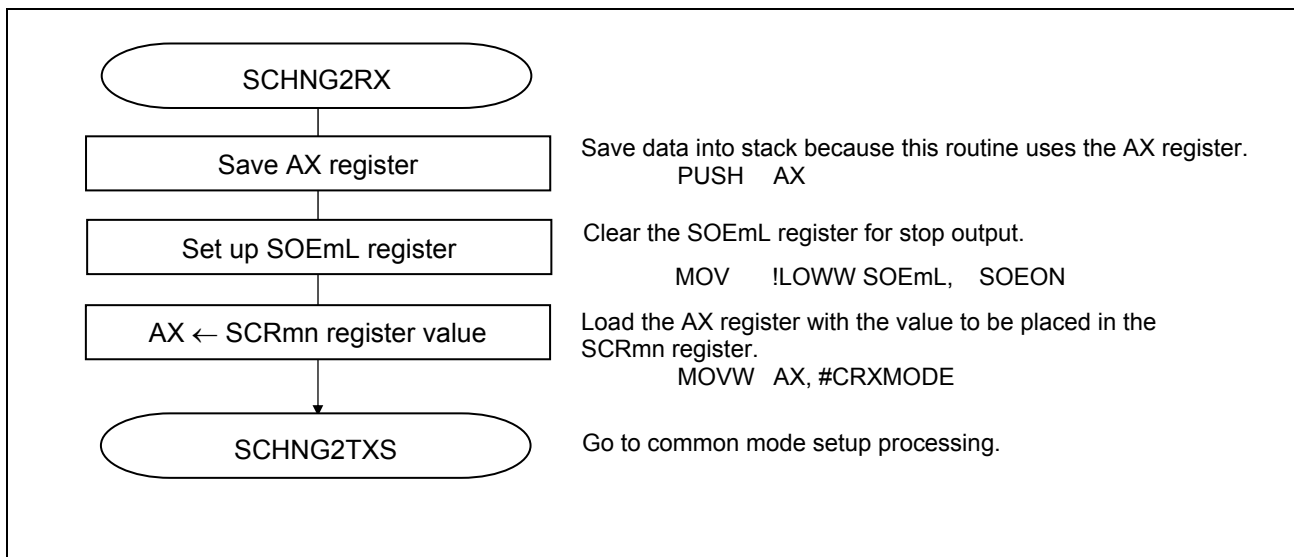 SCHNG2RX
Save AX register
Save data into stack because this routine uses the AX register.
PUSH AX
Set up SOEmL register
Clear the SOEmL register for stop output.
MOV !LOWW SOEmL, SOEON
AX ← SCRmn register value
Load the AX register with the value to be placed in the
SCRmn register.
MOVW AX, #CRXMODE
SCHNG2TXS
Go to common mode setup processing.